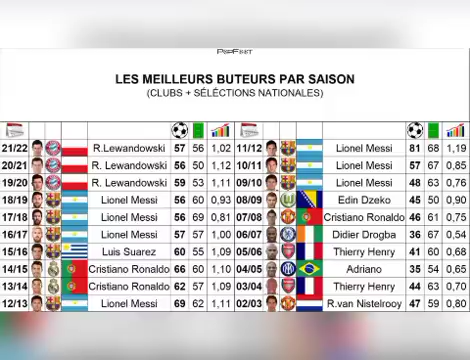 PopFoot
LES MEILLEURS BUTEURS PAR SAISON
(CLUBS + SÉLÉCTIONS NATIONALES)
21/22 R.Lewandowski 57 56 1,02 11/12 Lionel Messi 81 68 1,19
20/21 R.Lewandowski 56 50 1,12 10/11 Lionel Messi 57 67 0,85
19/20 R.Lewandowski 59 53 1,11 09/10 Lionel Messi 48 63 0,76
18/19 Lionel Messi 56 60 0,93 08/09 Edin Dzeko 45 50 0,90
17/18 Lionel Messi 56 69 0,81 07/08 Cristiano Ronaldo 46 61 0,75
16/17 Lionel Messi 57 57 1,00 06/07 Didier Drogba 36 67 0,54
15/16 Luis Suarez 60 55 1,09 05/06 Thierry Henry 41 60 0,68
14/15 Cristiano Ronaldo 66 60 1,10 04/05 Adriano 35 54 0,65
13/14 Cristiano Ronaldo 62 57 1,09 03/04 Thierry Henry 44 63 0,70
12/13 Lionel Messi 69 62 1,11 02/03 R.van Nistelrooy 47 59 0,80